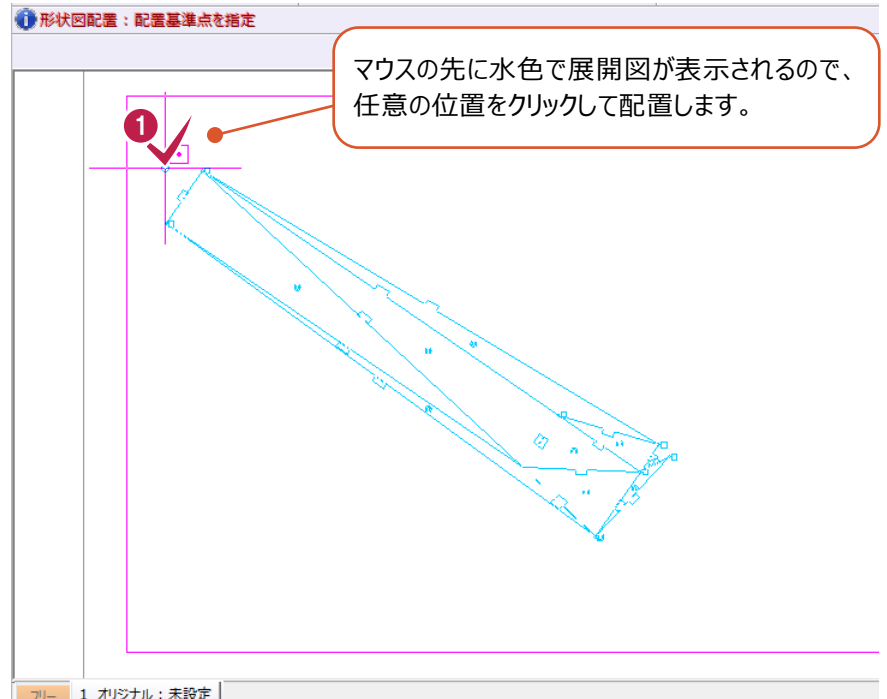 形状図配置：配置基準点を指定
マウスの先に水色で展開図が表示されるので、
任意の位置をクリックして配置します。
1
フリー 1 オリジナル：未設定